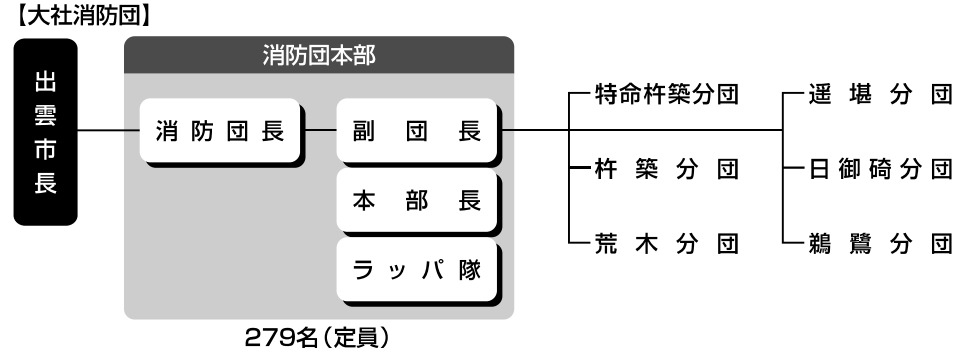 【大社消防団】
出雲市長
消防団本部
消防団長
副団長
本部長
ラッパ隊
特命杵築分団
杵築分団
荒木分団
遥堪分団
日御碕分団
鵜鷺分団
279名（定員）